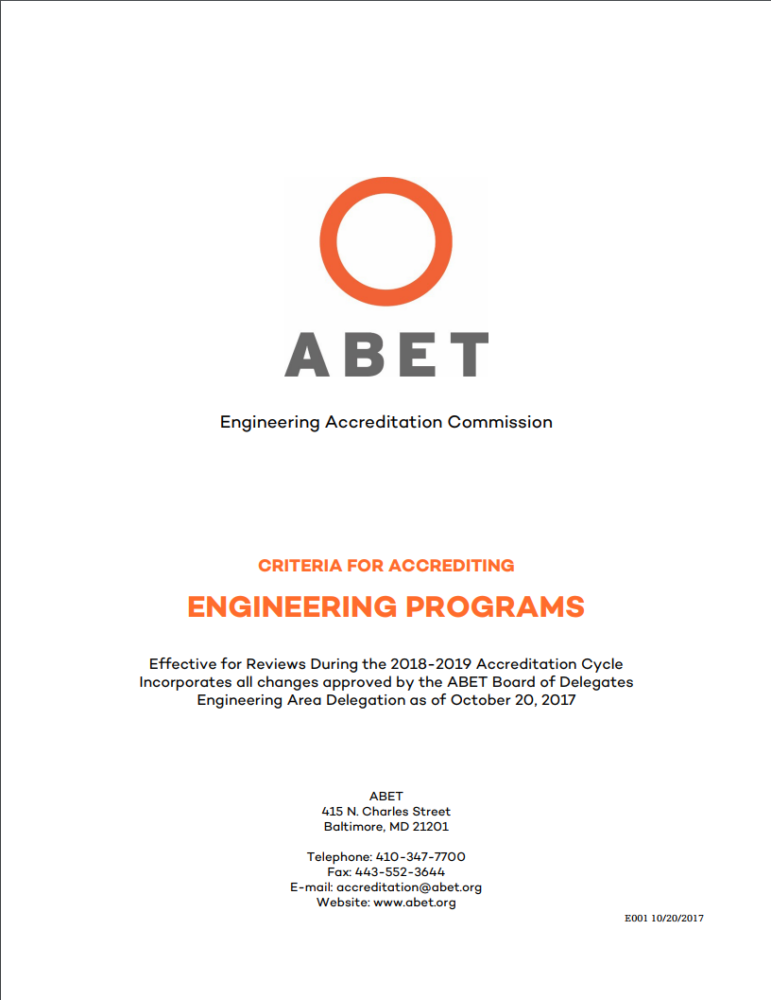 ABET
Engineering Accreditation Commission
CRITERIA FOR ACCREDITING
ENGINEERING PROGRAMS
Effective for Reviews During the 2018-2019 Accreditation Cycle
Incorporates all changes approved by the ABET Board of Delegates
Engineering Area Delegation as of October 20, 2017
ABET
415 N. Charles Street
Baltimore, MD 21201
Telephone: 410-347-7700
Fax: 443-552-3644
E-mail: accreditation@abet.org
Website: www.abet.org
E001 10/20/2017